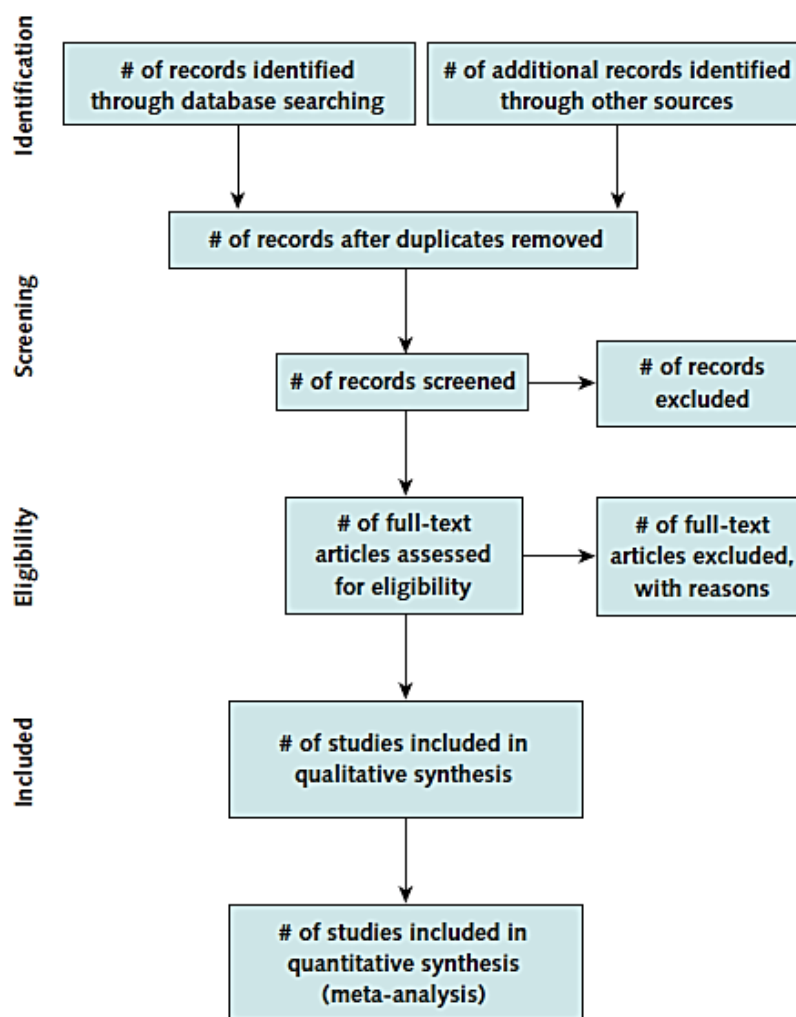 Identification
# of records identified
through database searching
# of additional records identified
through other sources
# of records after duplicates removed
Screening
# of records screened
# of records
excluded
Eligibility
# of full-text
articles assessed
for eligibility
# of full-text
articles excluded,
with reasons
Included
# of studies included in
qualitative synthesis
# of studies included in
quantitative synthesis
(meta-analysis)